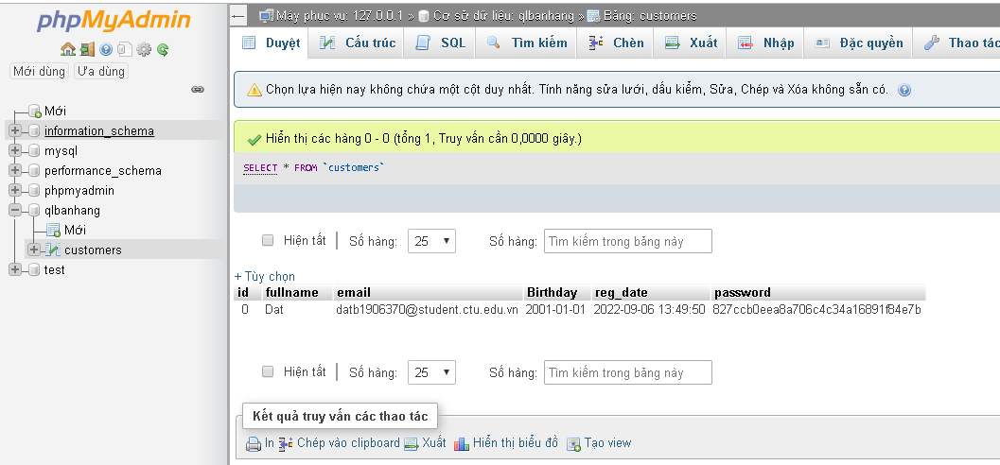 phpMyAdmin
Mới dùng Ưa dùng
Mới
information_schema
mysql
performance_schema
phpmyadmin
qlbanhang
Mới
customers
test
Máy phục vụ: 127.0.0.1 » Cơ sở dữ liệu: qlbanhang » Bảng: customers
Duyệt Cấu trúc SQL Tìm kiếm Chèn Xuất Nhập Đặc quyền Thao tác
Chọn lựa hiện nay không chứa một cột duy nhất. Tính năng sửa lưới, dấu kiểm, Sửa, Chép và Xóa không sẵn có.
Hiển thị các hàng 0 - 0 (tổng 1, Truy vấn cần 0,0000 giây.)
SELECT * FROM `customers`
Hiện tất Số hàng: 25 Số hàng: Tìm kiếm trong bảng này
+ Tùy chọn
id fullname email Birthday reg_date password
0 Dat datb1906370@student.ctu.edu.vn 2001-01-01 2022-09-06 13:49:50 827ccb0eea8a706c4c34a16891f84e7b
Hiện tất Số hàng: 25 Số hàng: Tìm kiếm trong bảng này
Kết quả truy vấn các thao tác
In Chép vào clipboard Xuất Hiển thị biểu đồ Tạo view